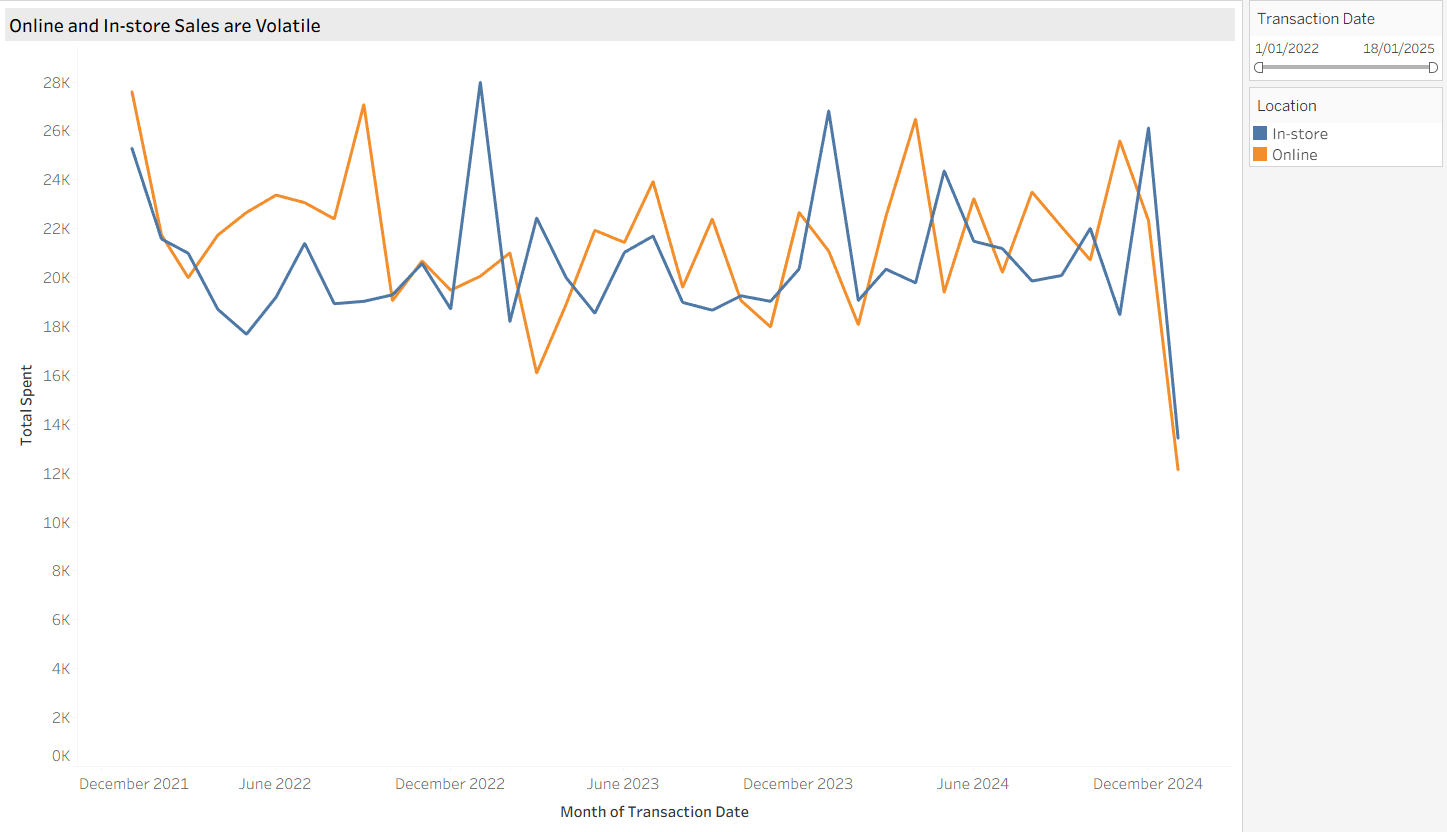 Online and In-store Sales are Volatile
Total Spent
28K
26K
24K
22K
20K
18K
16K
14K
12K
10K
8K
6K
4K
2K
0K
December 2021 June 2022 December 2022 June 2023 December 2023 June 2024 December 2024
Month of Transaction Date
Transaction Date
1/01/2022 18/01/2025
Location
In-store
Online